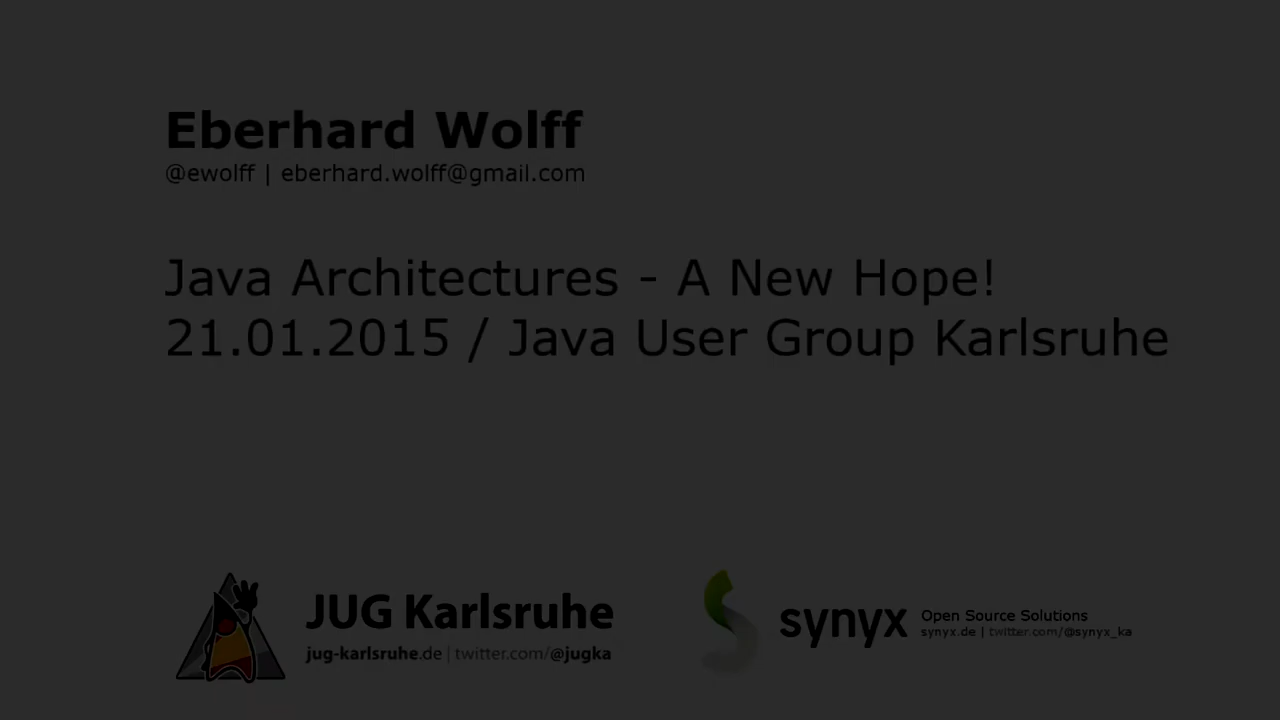 Eberhard Wolff
@ewolff | eberhard.wolff@gmail.com
Java Architectures - A New Hope!
21.01.2015 / Java User Group Karlsruhe
JUG Karlsruhe
jug-karlsruhe.de | twitter.com/@jugka
synyx
Open Source Solutions
synyx.de | twitter.com/@synyx_ka